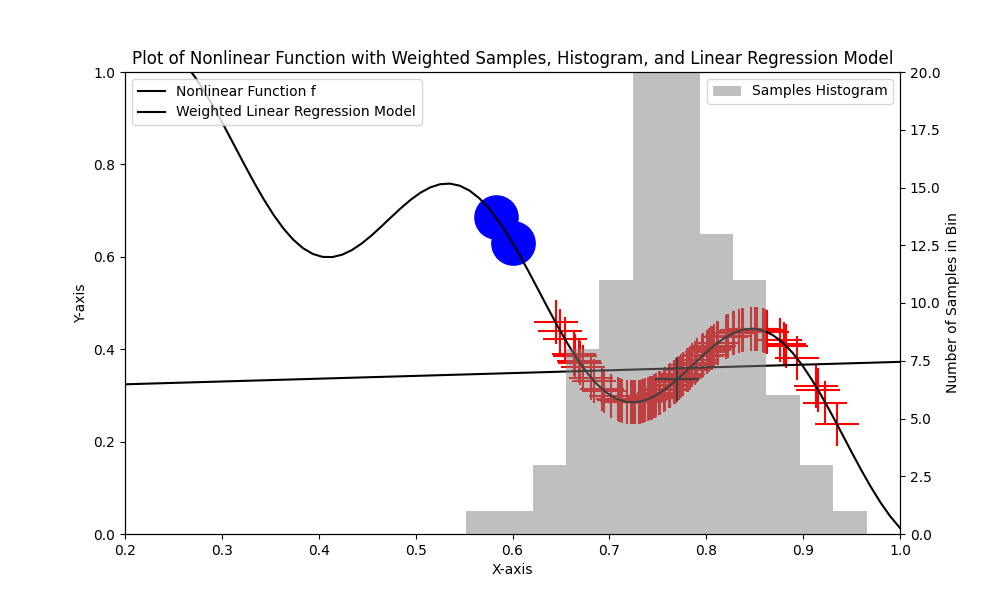 Plot of Nonlinear Function with Weighted Samples, Histogram, and Linear Regression Model
Nonlinear Function f
Weighted Linear Regression Model
Samples Histogram
Y-axis
1.0
0.8
0.6
0.4
0.2
0.0
20.0
17.5
15.0
12.5
10.0
7.5
5.0
2.5
0.0
Number of Samples in Bin
0.2 0.3 0.4 0.5 0.6 0.7 0.8 0.9 1.0
X-axis